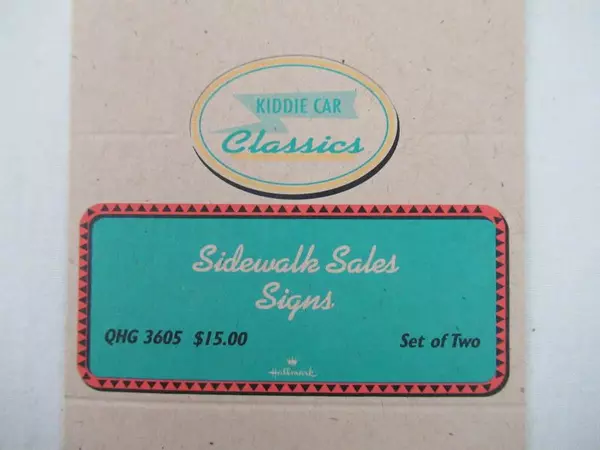 KIDDIE CAR
Classics
Sidewalk Sales
Signs
QHG 3605 $15.00 Set of Two
Hallmark